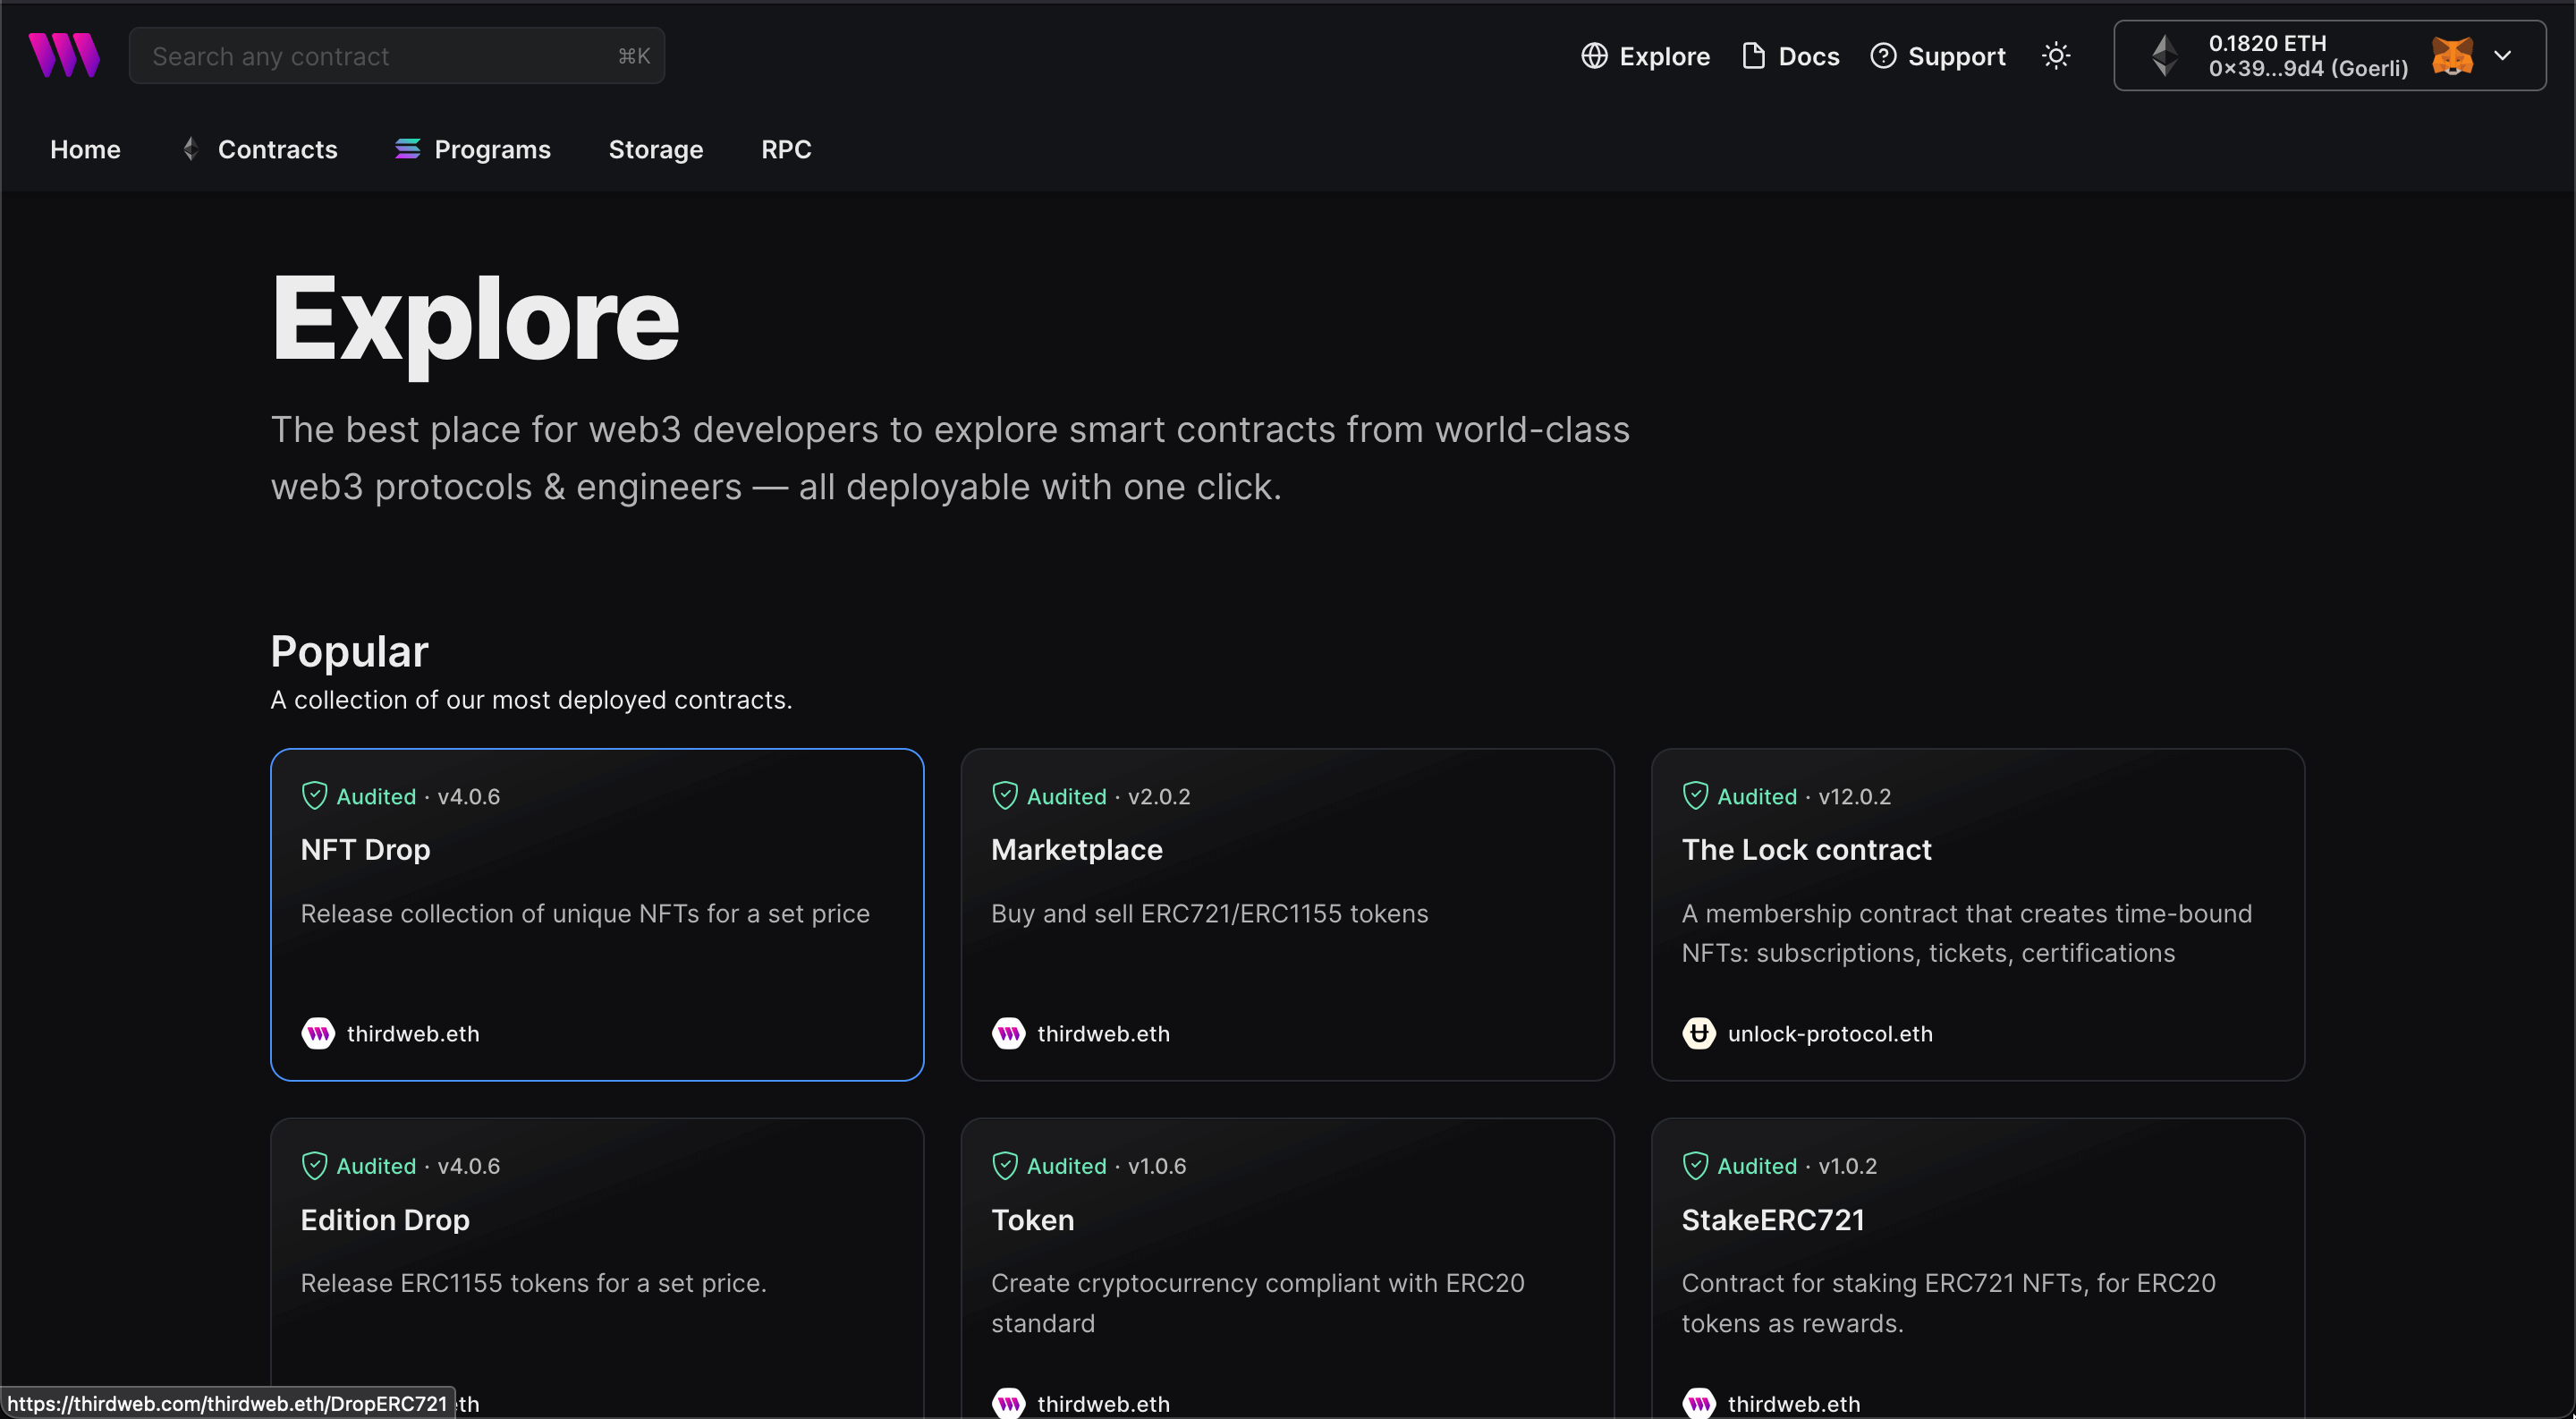 Search any contract ⌘K
Explore
Docs
Support
0.1820 ETH
0×39...9d4 (Goerli)
Home
Contracts
Programs
Storage
RPC
Explore
The best place for web3 developers to explore smart contracts from world-class
web3 protocols & engineers — all deployable with one click.
Popular
A collection of our most deployed contracts.
Audited · v4.0.6
NFT Drop
Release collection of unique NFTs for a set price
thirdweb.eth
Audited · v2.0.2
Marketplace
Buy and sell ERC721/ERC1155 tokens
thirdweb.eth
Audited · v12.0.2
The Lock contract
A membership contract that creates time-bound
NFTs: subscriptions, tickets, certifications
unlock-protocol.eth
Audited · v4.0.6
Edition Drop
Release ERC1155 tokens for a set price.
Audited · v1.0.6
Token
Create cryptocurrency compliant with ERC20
standard
thirdweb.eth
Audited · v1.0.2
StakeERC721
Contract for staking ERC721 NFTs, for ERC20
tokens as rewards.
thirdweb.eth
https://thirdweb.com/thirdweb.eth/DropERC721